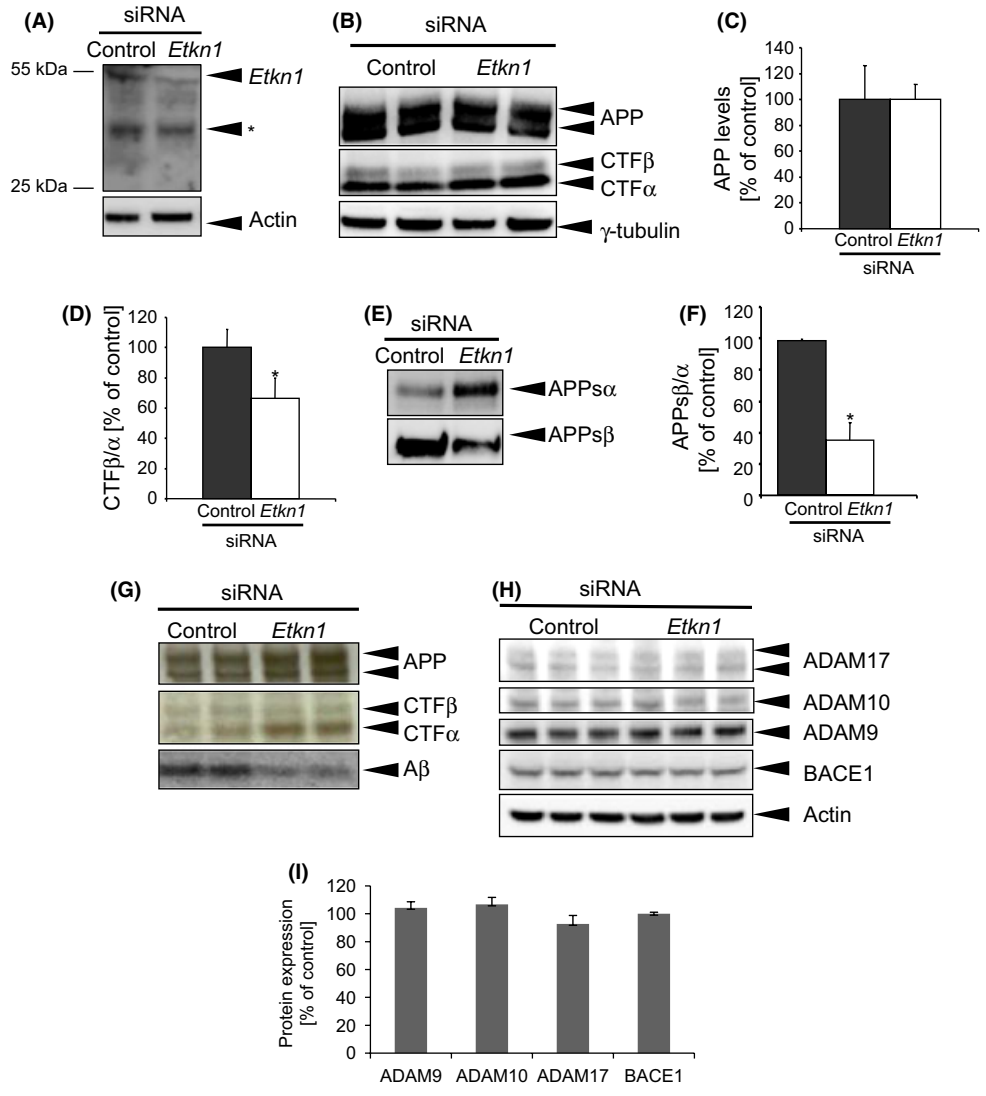 (A)
siRNA
Control Etkn1
55 kDa
Etkn1
*
25 kDa
Actin
(B)
siRNA
Control Etkn1
APP
CTFβ
CTFα
γ-tubulin
(C)
APP levels
[% of control]
140
120
100
80
60
40
20
0
Control Etkn1
siRNA
(D)
CTFβ/α [% of control]
120
100
80
60
40
20
0
*
Control Etkn1
siRNA
(E)
siRNA
Control Etkn1
APPsα
APPsβ
(F)
APPsβ/α
[% of control]
120
100
80
60
40
20
0
*
Control Etkn1
siRNA
(G)
siRNA
Control Etkn1
APP
CTFβ
CTFα
Aβ
(H)
siRNA
Control Etkn1
ADAM17
ADAM10
ADAM9
BACE1
Actin
(I)
Protein expression
[% of control]
120
100
80
60
40
20
0
ADAM9 ADAM10 ADAM17 BACE1